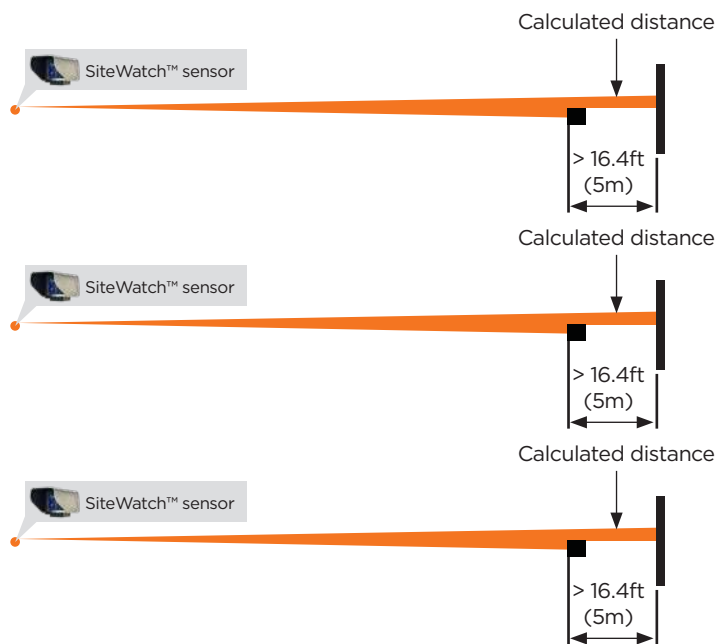 Calculated distance
SiteWatch™ sensor
> 16.4ft
(5m)
Calculated distance
SiteWatch™ sensor
> 16.4ft
(5m)
Calculated distance
SiteWatch™ sensor
> 16.4ft
(5m)